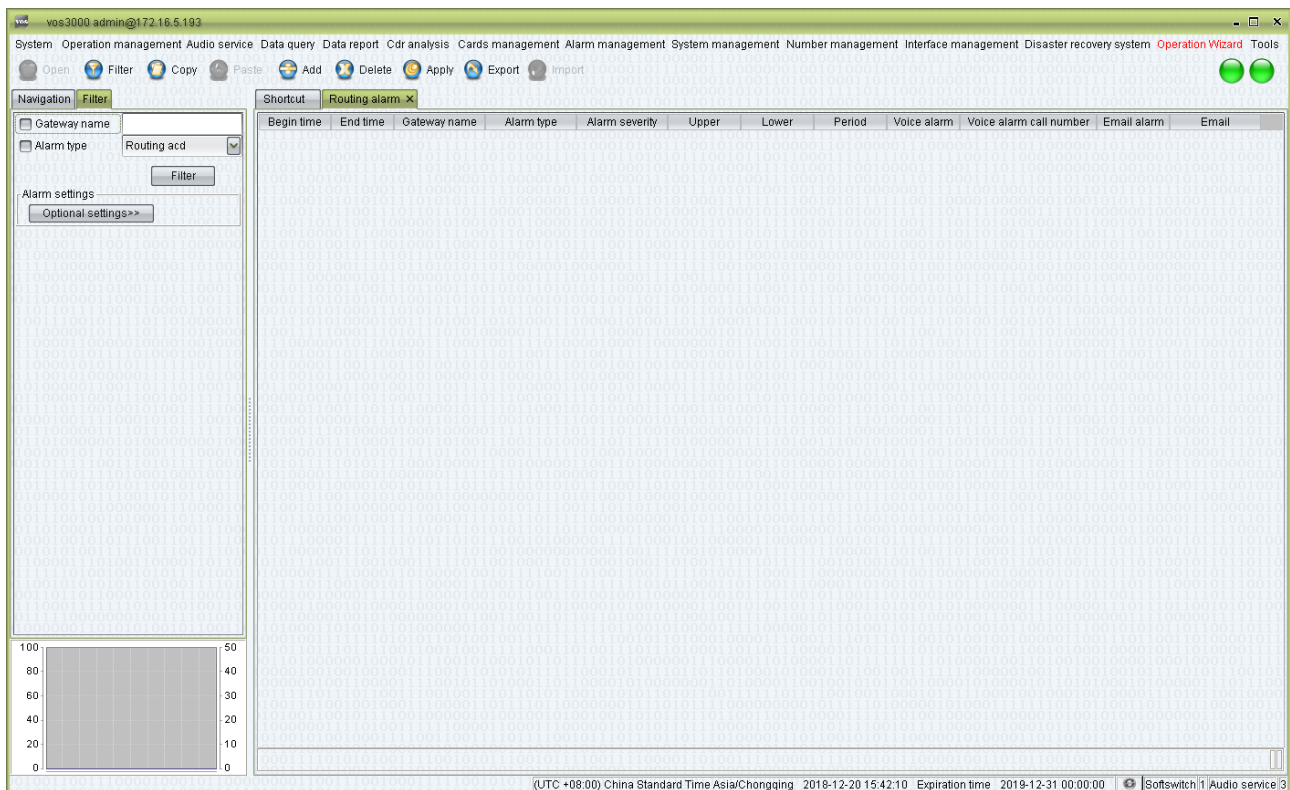 vos vos3000 admin@172.16.5.193
System Operation management Audio service Data query Data report Cdr analysis Cards management Alarm management System management Number management Interface management Disaster recovery system Operation Wizard Tools
Open Filter Copy Paste Add Delete Apply Export Import
Navigation Filter
Shortcut Routing alarm
Gateway name
Alarm type Routing acd
Filter
Alarm settings
Optional settings>>
Begin time End time Gateway name Alarm type Alarm severity Upper Lower Period Voice alarm Voice alarm call number Email alarm Email
100 50
80 40
60 30
40 20
20 10
0 0
(UTC +08:00) China Standard Time Asia/Chongqing 2018-12-20 15:42:10 Expiration time 2019-12-31 00:00:00 Softswitch 1 Audio service 3